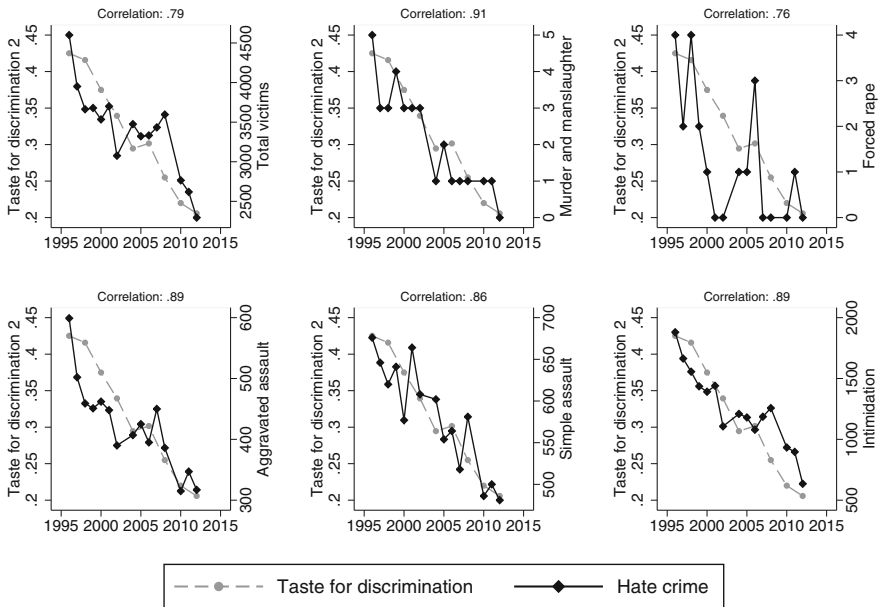 Correlation: .79
Taste for discrimination 2
.45
.4
.35
.3
.25
.2
4500
4000
3500
3000
2500
Total victims
1995 2000 2005 2010 2015
Correlation: .91
Taste for discrimination 2
.45
.4
.35
.3
.25
.2
5
4
3
2
1
0
Murder and manslaughter
1995 2000 2005 2010 2015
Correlation: .76
Taste for discrimination 2
.45
.4
.35
.3
.25
.2
4
3
2
1
0
Forced rape
1995 2000 2005 2010 2015
Correlation: .89
Taste for discrimination 2
.45
.4
.35
.3
.25
.2
600
500
400
300
Aggravated assault
1995 2000 2005 2010 2015
Correlation: .86
Taste for discrimination 2
.45
.4
.35
.3
.25
.2
700
650
600
550
500
Simple assault
1995 2000 2005 2010 2015
Correlation: .89
Taste for discrimination 2
.45
.4
.35
.3
.25
.2
2000
1500
1000
500
Intimidation
1995 2000 2005 2010 2015
Taste for discrimination Hate crime